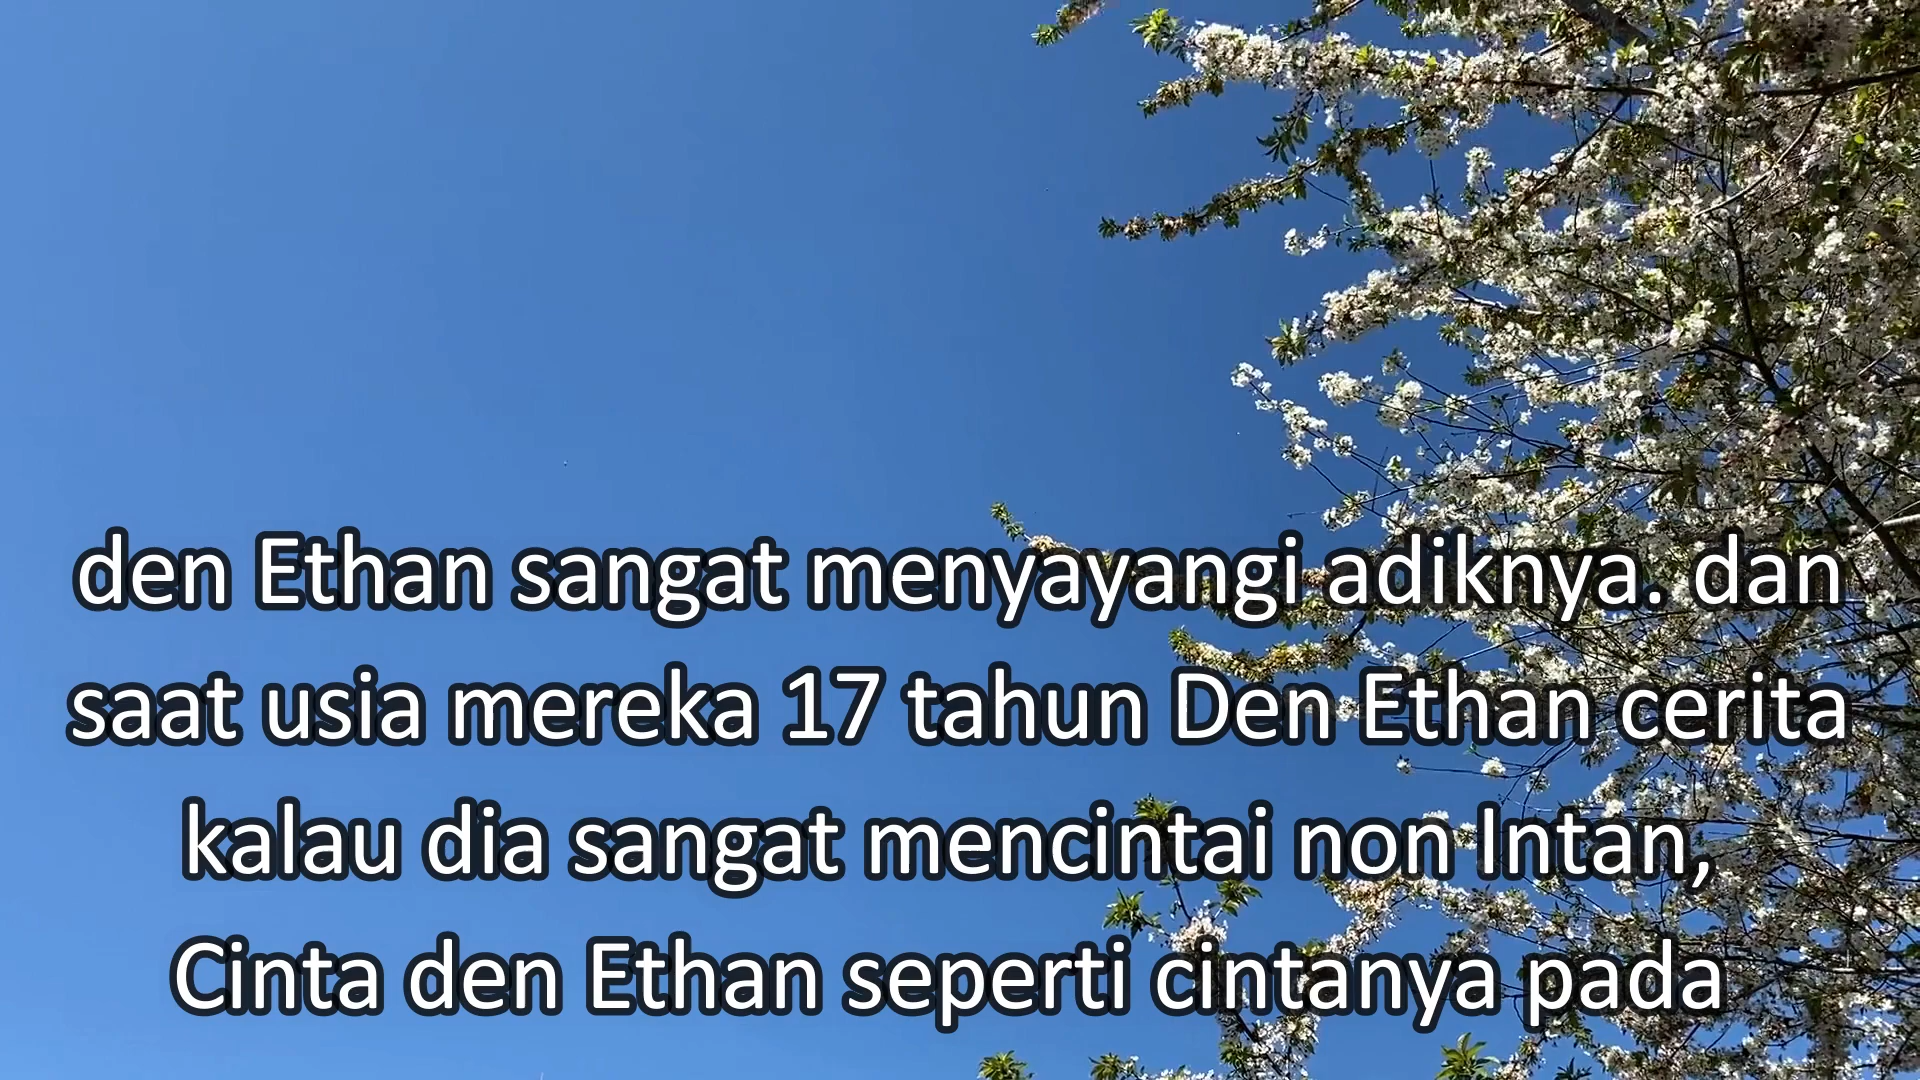 den Ethan sangat menyayangi adiknya. dan
saat usia mereka 17 tahun Den Ethan cerita
kalau dia sangat mencintai non Intan,
Cinta den Ethan seperti cintanya pada